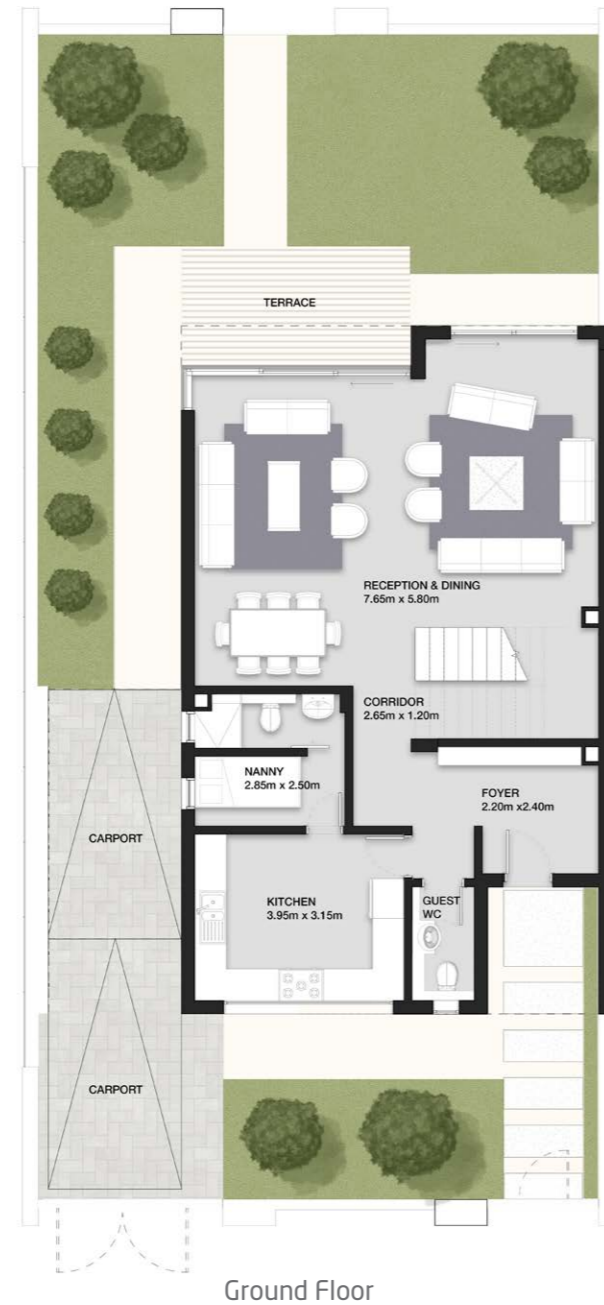 TERRACE
RECEPTION & DINING
7.65m x 5.80m
CORRIDOR
2.65m x 1.20m
NANNY
2.85m x 2.50m
FOYER
2.20m x2.40m
CARPORT
KITCHEN
3.95m x 3.15m
GUEST
WC
CARPORT
Ground Floor